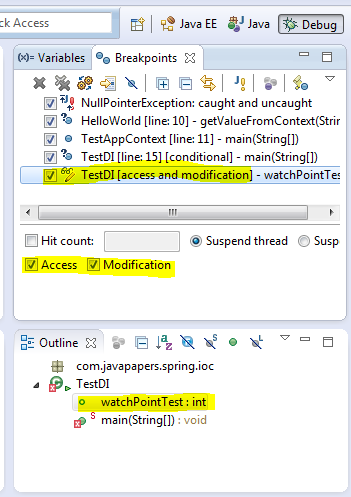 ck Access
Java EE
Java
Debug
(x)= Variables
Breakpoints
NullPointerException: caught and uncaught
HelloWorld [line: 10] - getValueFromContext(Strin
TestAppContext [line: 11] - main(String[])
TestDI [line: 15] [conditional] - main(String[])
TestDI [access and modification] - watchPointTes
Hit count:
Suspend thread
Susp
Access
Modification
Outline
com.javapapers.spring.ioc
TestDI
watchPointTest : int
main(String[]) : void